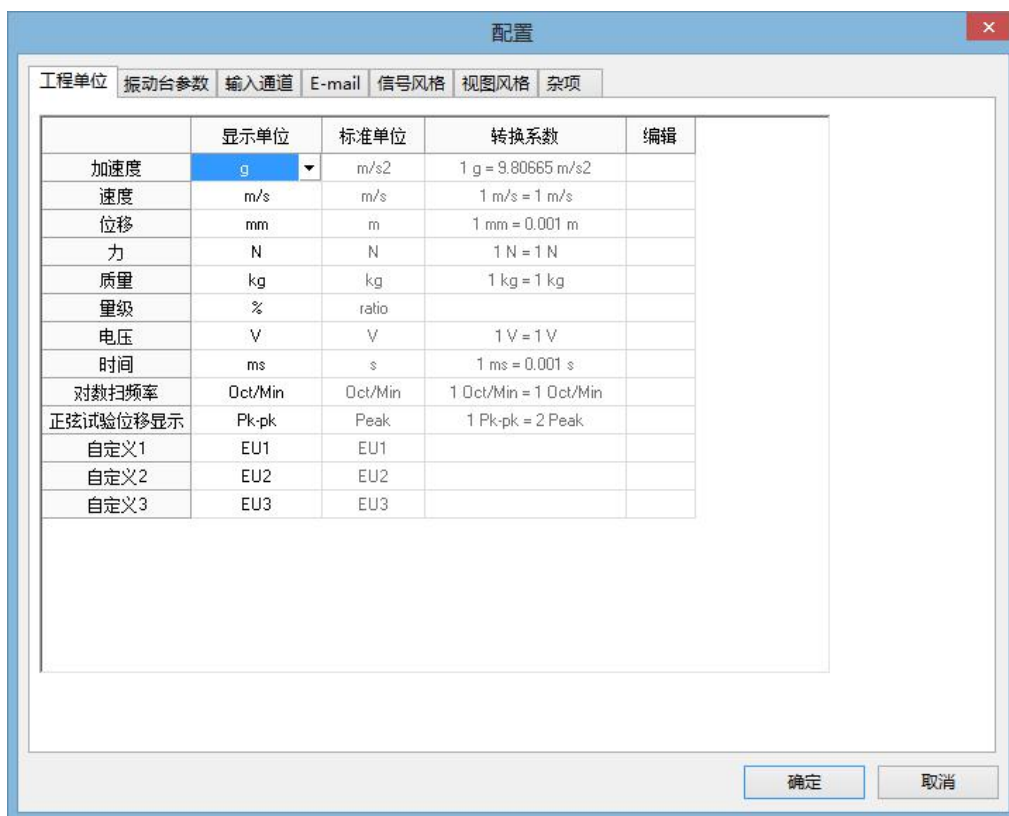 配置
工程单位 振动台参数 输入通道 E-mail 信号风格 视图风格 杂项
显示单位 标准单位 转换系数 编辑
加速度 g m/s2 1 g = 9.80665 m/s2
速度 m/s m/s 1 m/s = 1 m/s
位移 mm m 1 mm = 0.001 m
力 N N 1 N = 1 N
质量 kg kg 1 kg = 1 kg
量级 % ratio
电压 V V 1 V = 1 V
时间 ms s 1 ms = 0.001 s
对数扫频率 Oct/Min Oct/Min 1 Oct/Min = 1 Oct/Min
正弦试验位移显示 Pk-pk Peak 1 Pk-pk = 2 Peak
自定义1 EU1 EU1
自定义2 EU2 EU2
自定义3 EU3 EU3
确定 取消